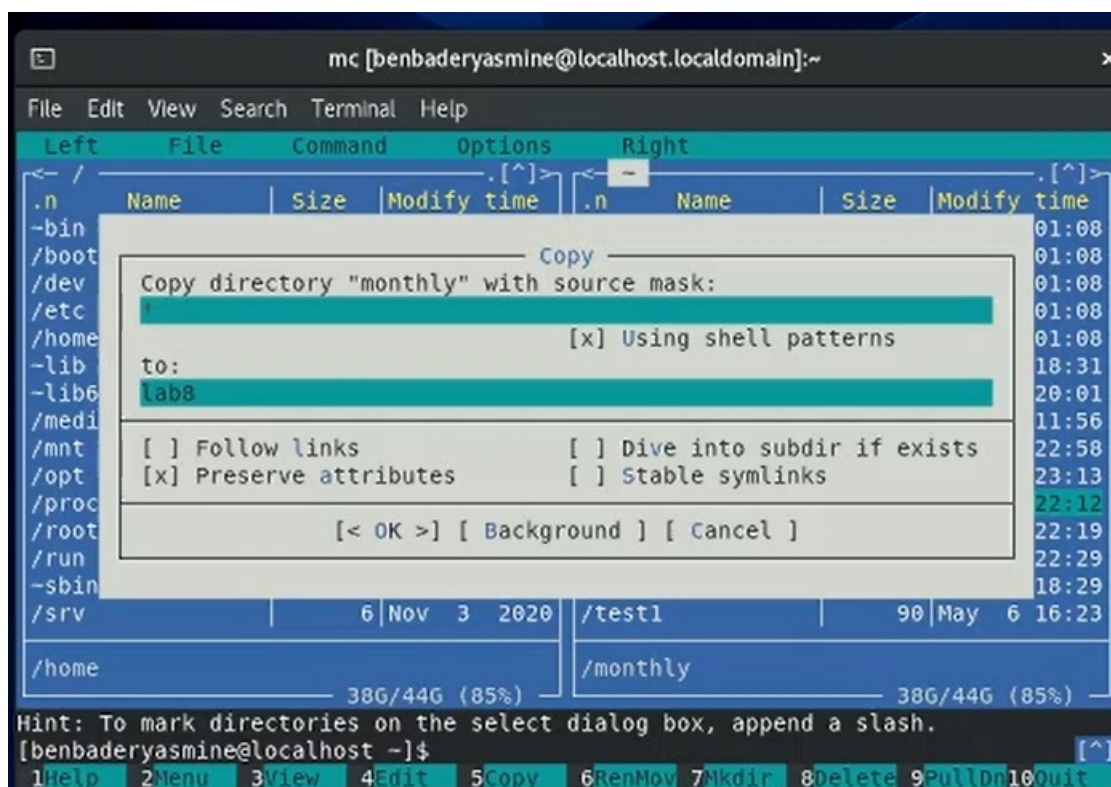 mc [benbaderyasmine@localhost.localdomain]:~
File Edit View Search Terminal Help
Left File Command Options Right
<- / .[^]> <- ~ .[^]>
.n Name Size Modify time .n Name Size Modify time
~bin 01:08
/boot Copy 01:08
/dev Copy directory "monthly" with source mask: 01:08
/etc * 01:08
/home [x] Using shell patterns 01:08
~lib to: 18:31
~lib6 lab8 20:01
/medi 11:56
/mnt [ ] Follow links [ ] Dive into subdir if exists 22:58
/opt [x] Preserve attributes [ ] Stable symlinks 23:13
/proc 22:12
/root [< OK >] [ Background ] [ Cancel ] 22:19
/run 22:29
~sbin 18:29
/srv 6 Nov 3 2020 /test1 90 May 6 16:23
/home /monthly
38G/44G (85%) 38G/44G (85%)
Hint: To mark directories on the select dialog box, append a slash.
[benbaderyasmine@localhost ~]$ [^]
1Help 2Menu 3View 4Edit 5Copy 6RenMov 7Mkdir 8Delete 9PullDn 10Quit